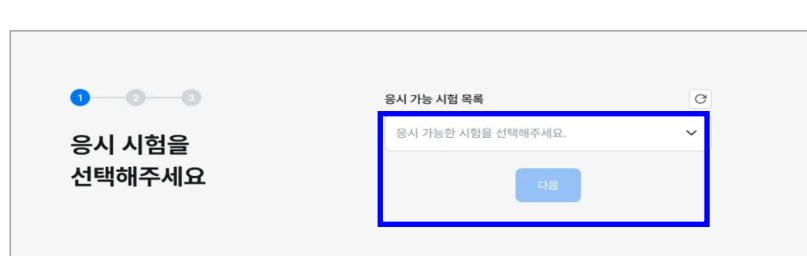 1 2 3
응시 시험을
선택해주세요
응시 가능 시험 목록
응시 가능한 시험을 선택해주세요.
다음